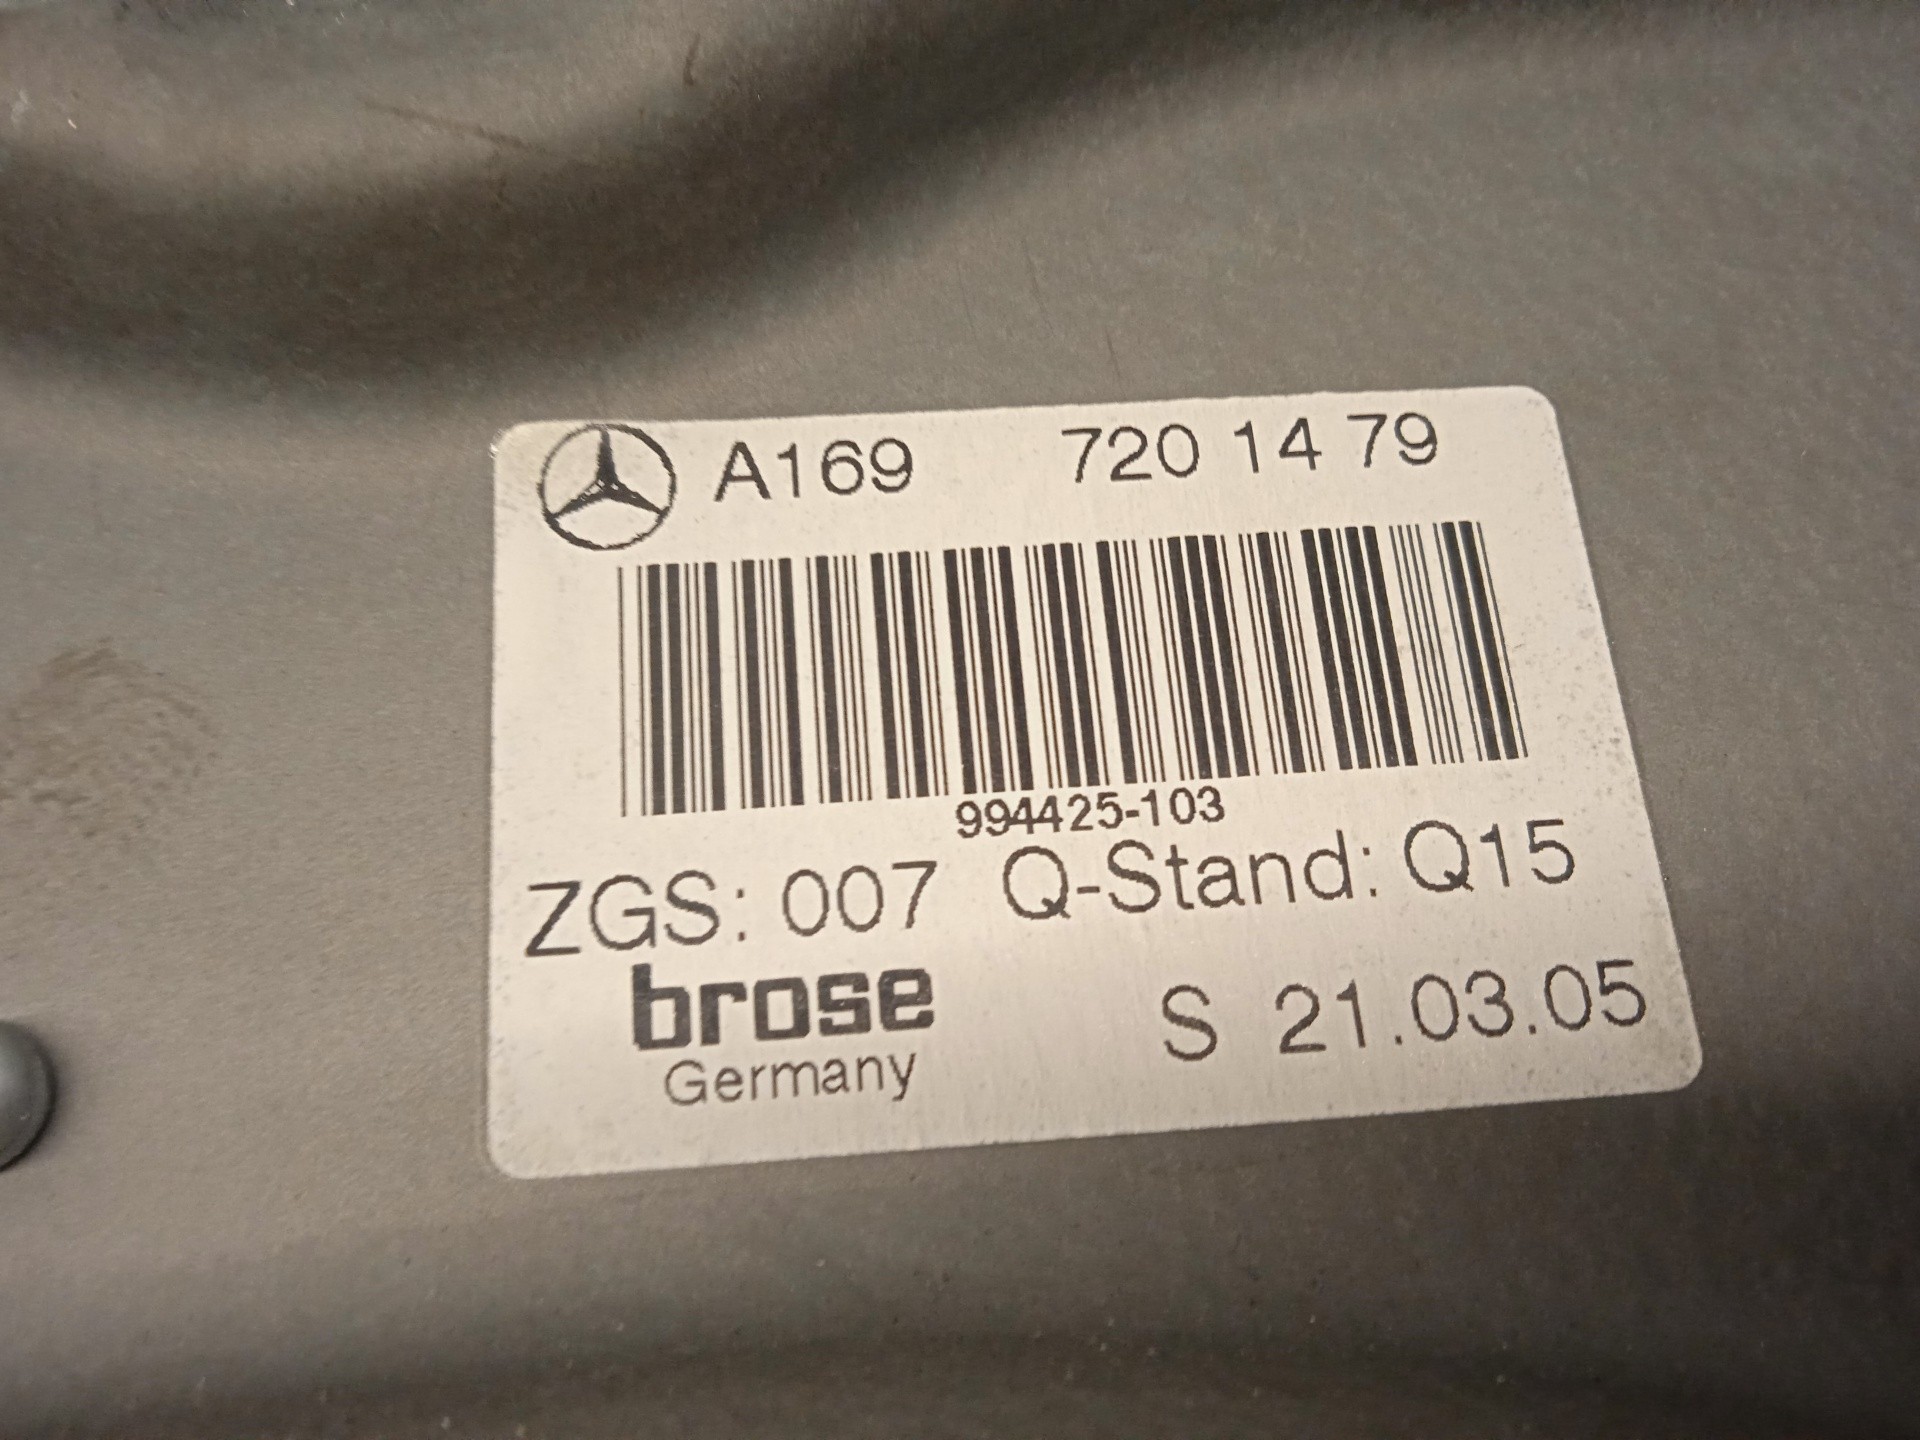 A169 720 14 79
994425-103
ZGS: 007 Q-Stand: Q15
brose
Germany
S 21.03.05